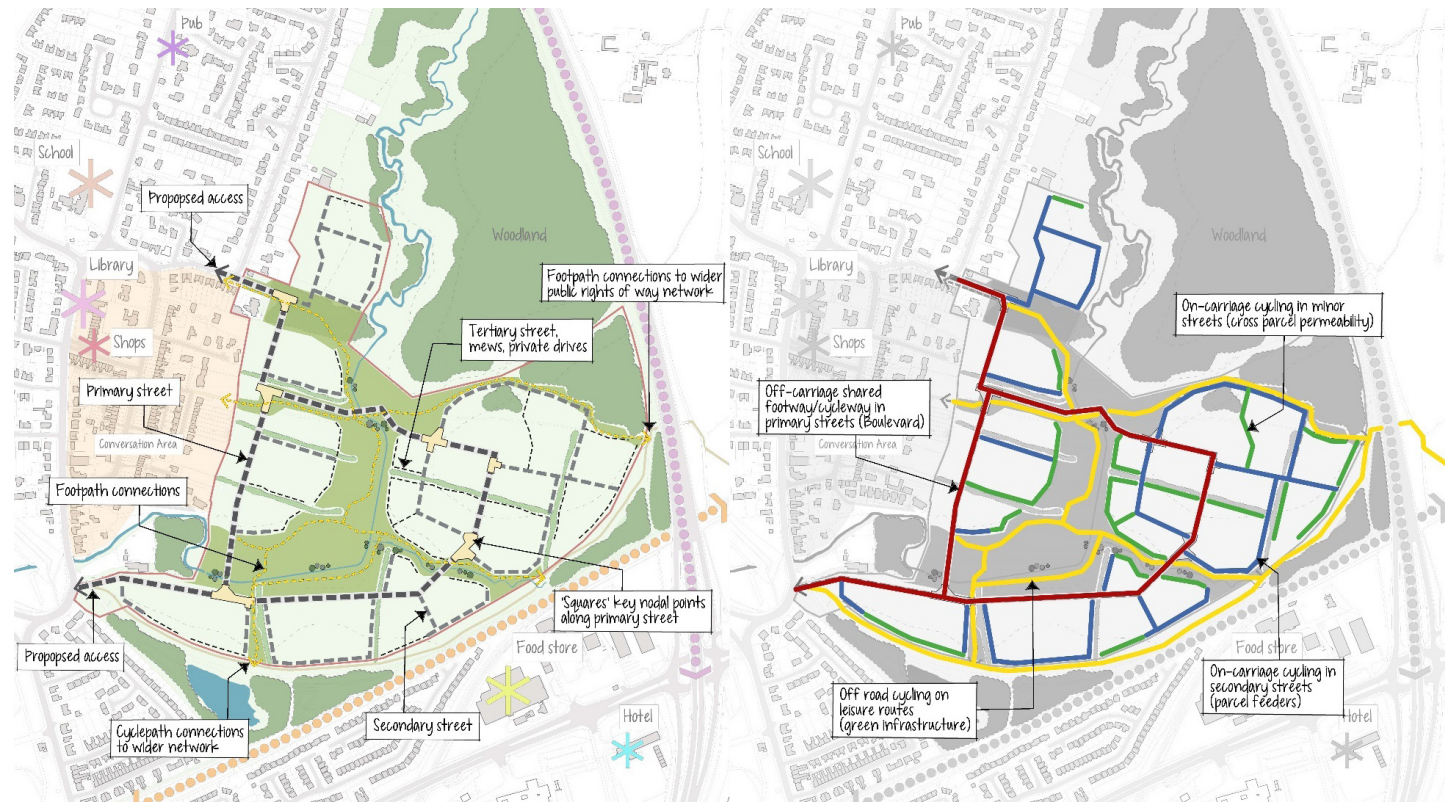 Pub
School
Propopsed access
Woodland
Library
Footpath connections to wider
public rights of way network
Tertiary street,
mews, private drives
Shops
Primary street
Conversation Area
Footpath connections
'Squares' key nodal points
along primary street
Propopsed access
Food store
Cyclepath connections
to wider network
Secondary street
Hotel
Pub
School
Woodland
Library
On-carriage cycling in minor
streets (cross parcel permeability)
Shops
Off-carriage shared
footway/cycleway in
primary streets (Boulevard)
Conversation Area
Food store
On-carriage cycling in
secondary streets
(parcel feeders)
Off road cycling on
leisure routes
(green infrastructure)
Hotel